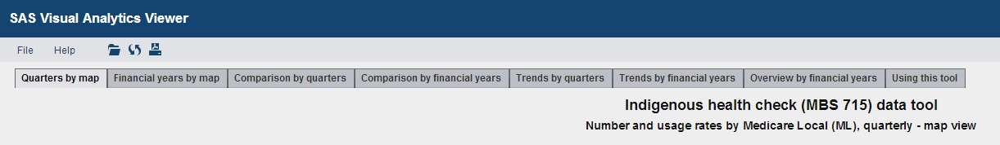 SAS Visual Analytics Viewer
File Help
Quarters by map Financial years by map Comparison by quarters Comparison by financial years Trends by quarters Trends by financial years Overview by financial years Using this tool
Indigenous health check (MBS 715) data tool
Number and usage rates by Medicare Local (ML), quarterly - map view